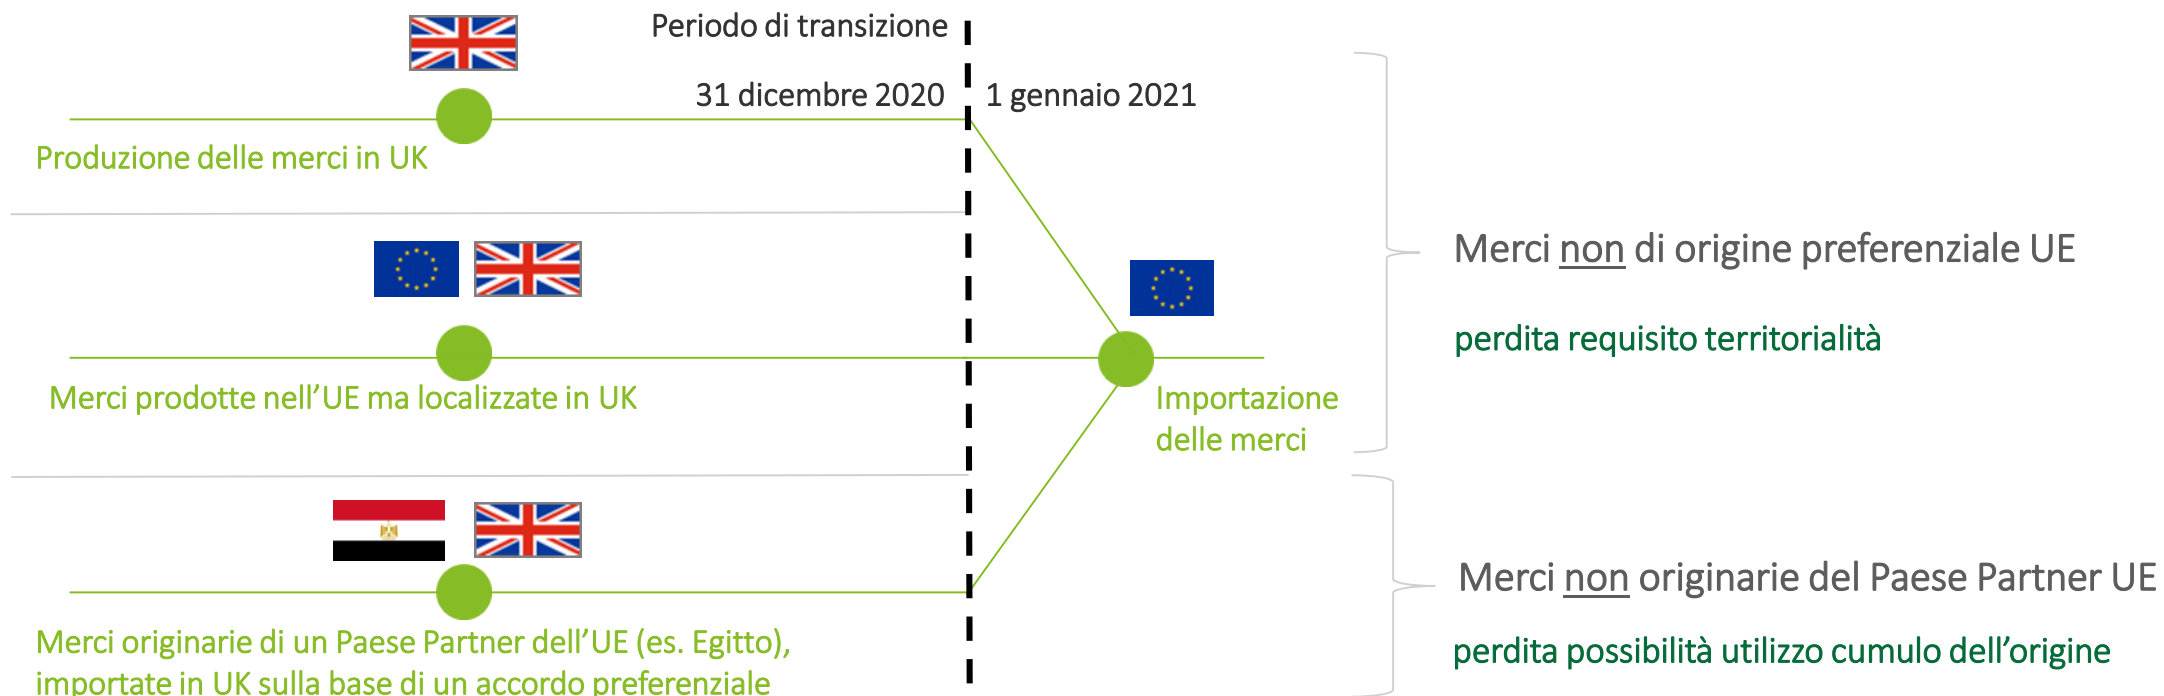 Periodo di transizione
31 dicembre 2020
1 gennaio 2021
Produzione delle merci in UK
Merci prodotte nell'UE ma localizzate in UK
Importazione
delle merci
Merci originarie di un Paese Partner dell'UE (es. Egitto),
importate in UK sulla base di un accordo preferenziale
Merci non di origine preferenziale UE
perdita requisito territorialità
Merci non originarie del Paese Partner UE
perdita possibilità utilizzo cumulo dell'origine